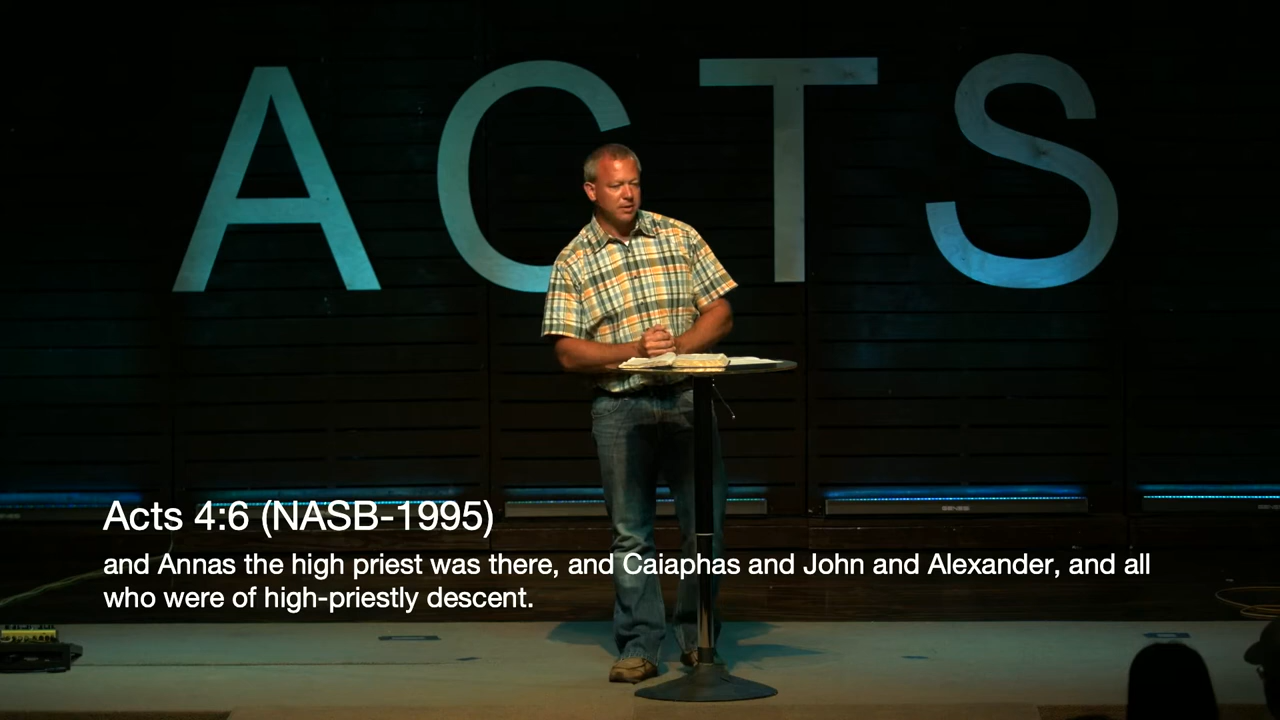 ACTS
Acts 4:6 (NASB-1995)
and Annas the high priest was there, and Caiaphas and John and Alexander, and all
who were of high-priestly descent.